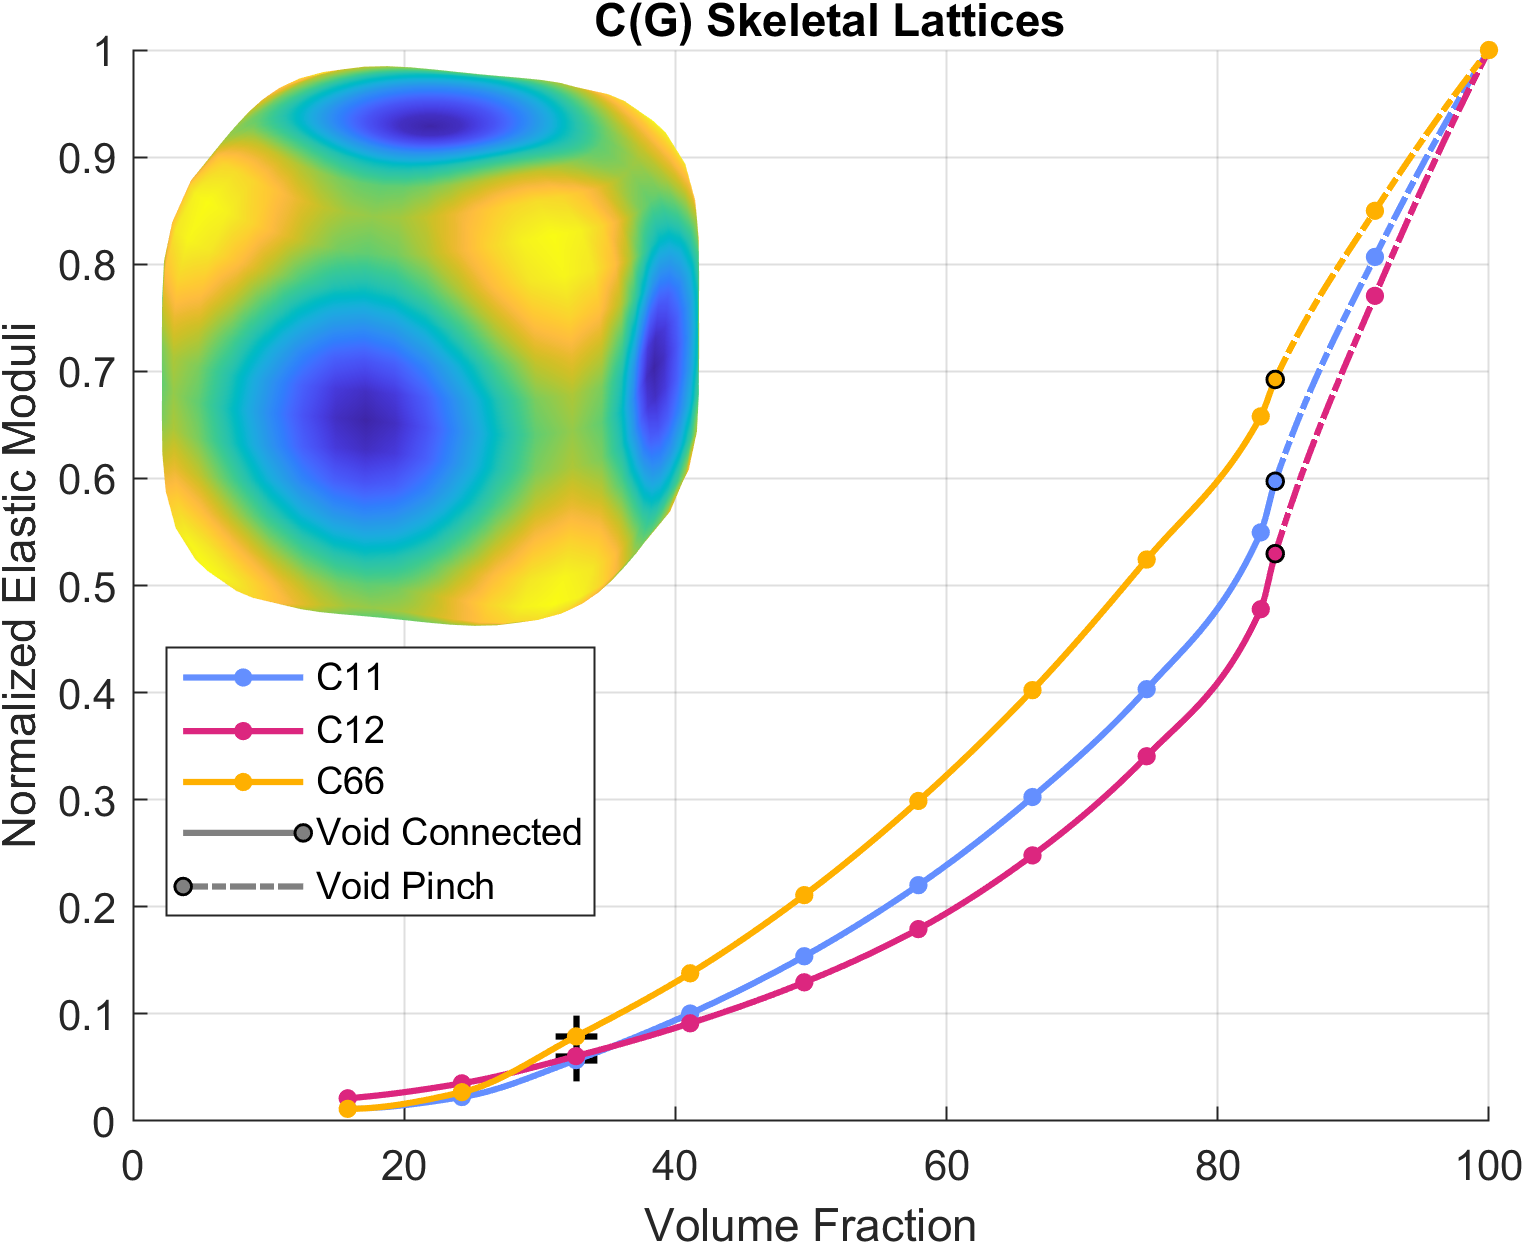 C(G) Skeletal Lattices
Normalized Elastic Moduli
1
0.9
0.8
0.7
0.6
0.5
0.4
0.3
0.2
0.1
0
C11
C12
C66
Void Connected
Void Pinch
0 20 40 60 80 100
Volume Fraction